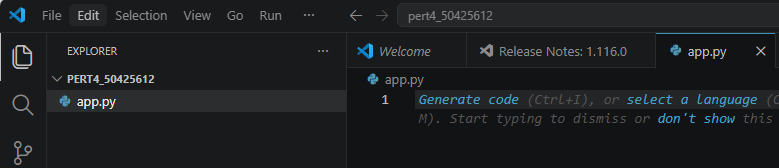 File Edit Selection View Go Run ··· ← → pert4_50425612
EXPLORER ···
Welcome Release Notes: 1.116.0 app.py ×
PERT4_50425612
app.py
app.py
1 Generate code (Ctrl+I), or select a language (C
M). Start typing to dismiss or don't show this